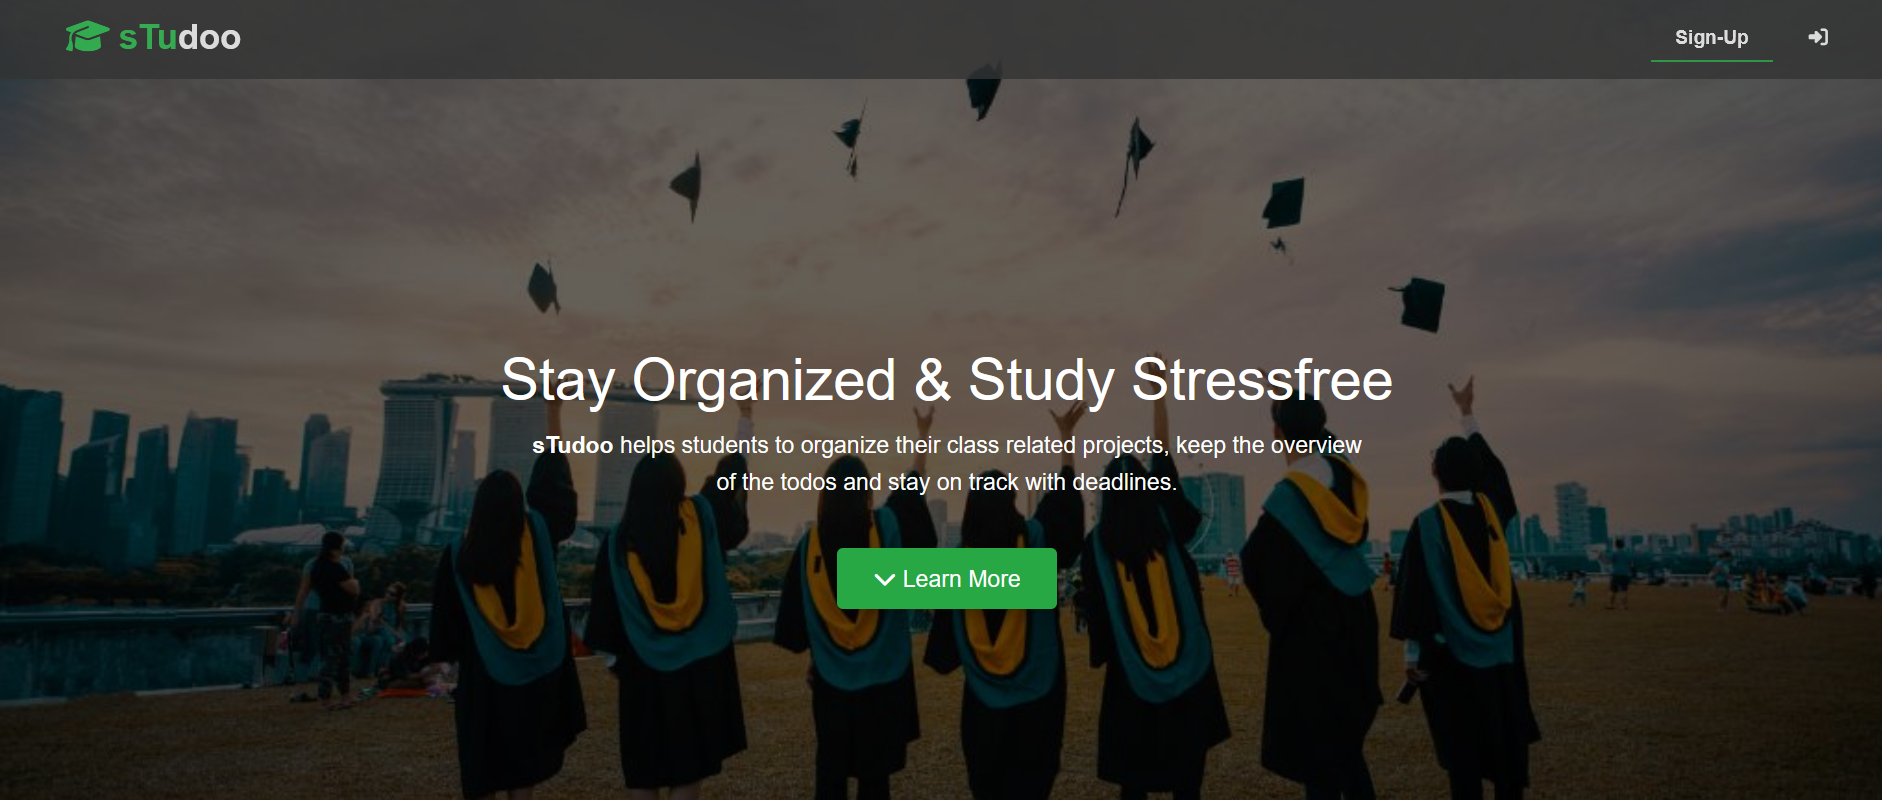 sTudoo
Sign-Up
Stay Organized & Study Stressfree
sTudoo helps students to organize their class related projects, keep the overview
of the todos and stay on track with deadlines.
Learn More